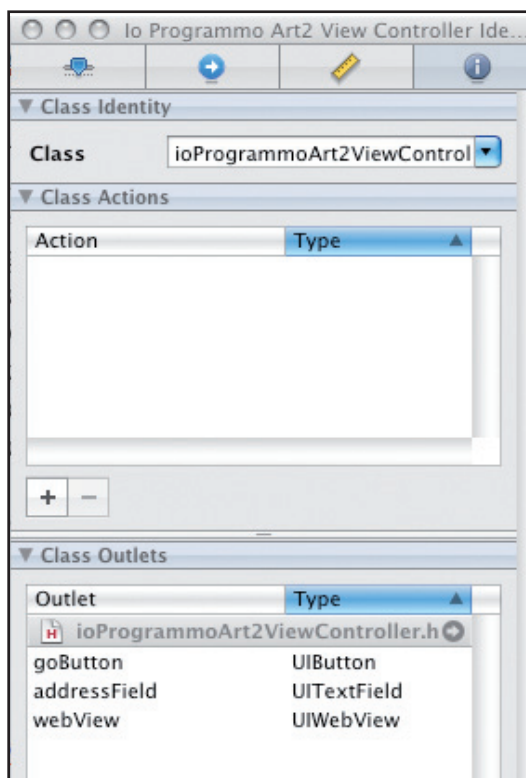 Io Programmo Art2 View Controller Ide...
Class Identity
Class ioProgrammoArt2ViewControl
Class Actions
Action Type
+ −
Class Outlets
Outlet Type
ioProgrammoArt2ViewController.h
goButton UIButton
addressField UITextField
webView UIWebView